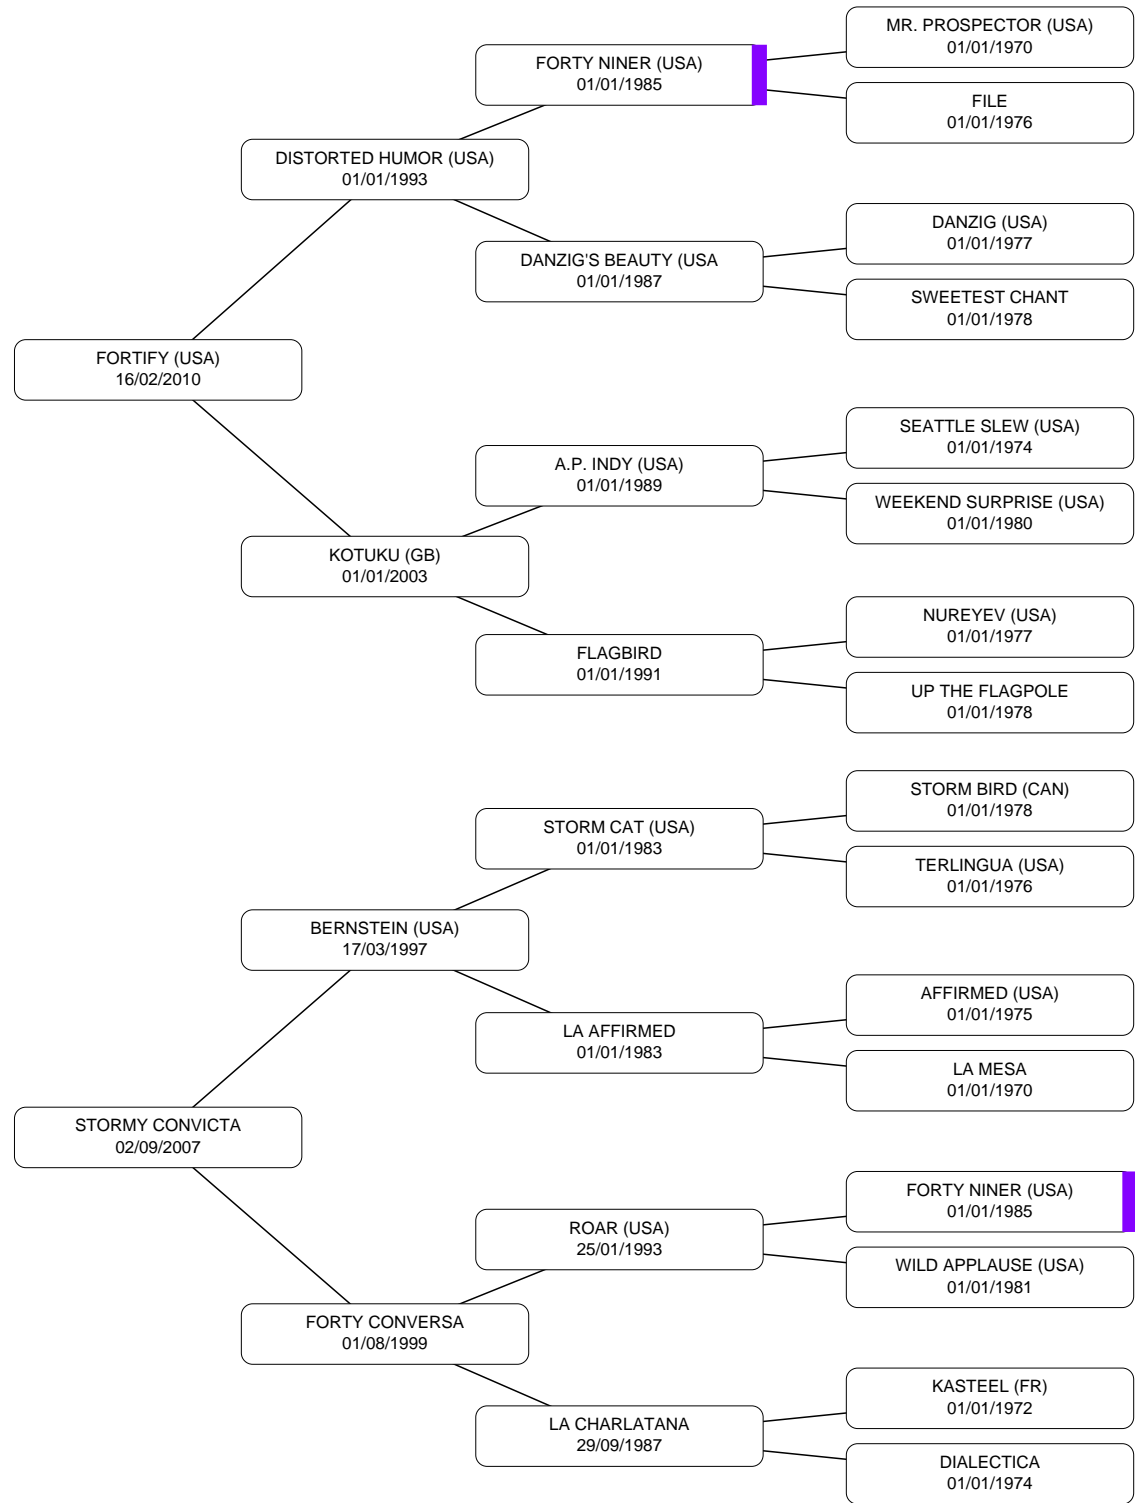 MR. PROSPECTOR (USA)
01/01/1970
FORTY NINER (USA)
01/01/1985
FILE
01/01/1976
DISTORTED HUMOR (USA)
01/01/1993
DANZIG (USA)
01/01/1977
DANZIG'S BEAUTY (USA
01/01/1987
SWEETEST CHANT
01/01/1978
FORTIFY (USA)
16/02/2010
SEATTLE SLEW (USA)
01/01/1974
A.P. INDY (USA)
01/01/1989
WEEKEND SURPRISE (USA)
01/01/1980
KOTUKU (GB)
01/01/2003
NUREYEV (USA)
01/01/1977
FLAGBIRD
01/01/1991
UP THE FLAGPOLE
01/01/1978
STORM BIRD (CAN)
01/01/1978
STORM CAT (USA)
01/01/1983
TERLINGUA (USA)
01/01/1976
BERNSTEIN (USA)
17/03/1997
AFFIRMED (USA)
01/01/1975
LA AFFIRMED
01/01/1983
LA MESA
01/01/1970
STORMY CONVICTA
02/09/2007
FORTY NINER (USA)
01/01/1985
ROAR (USA)
25/01/1993
WILD APPLAUSE (USA)
01/01/1981
FORTY CONVERSA
01/08/1999
KASTEEL (FR)
01/01/1972
LA CHARLATANA
29/09/1987
DIALECTICA
01/01/1974